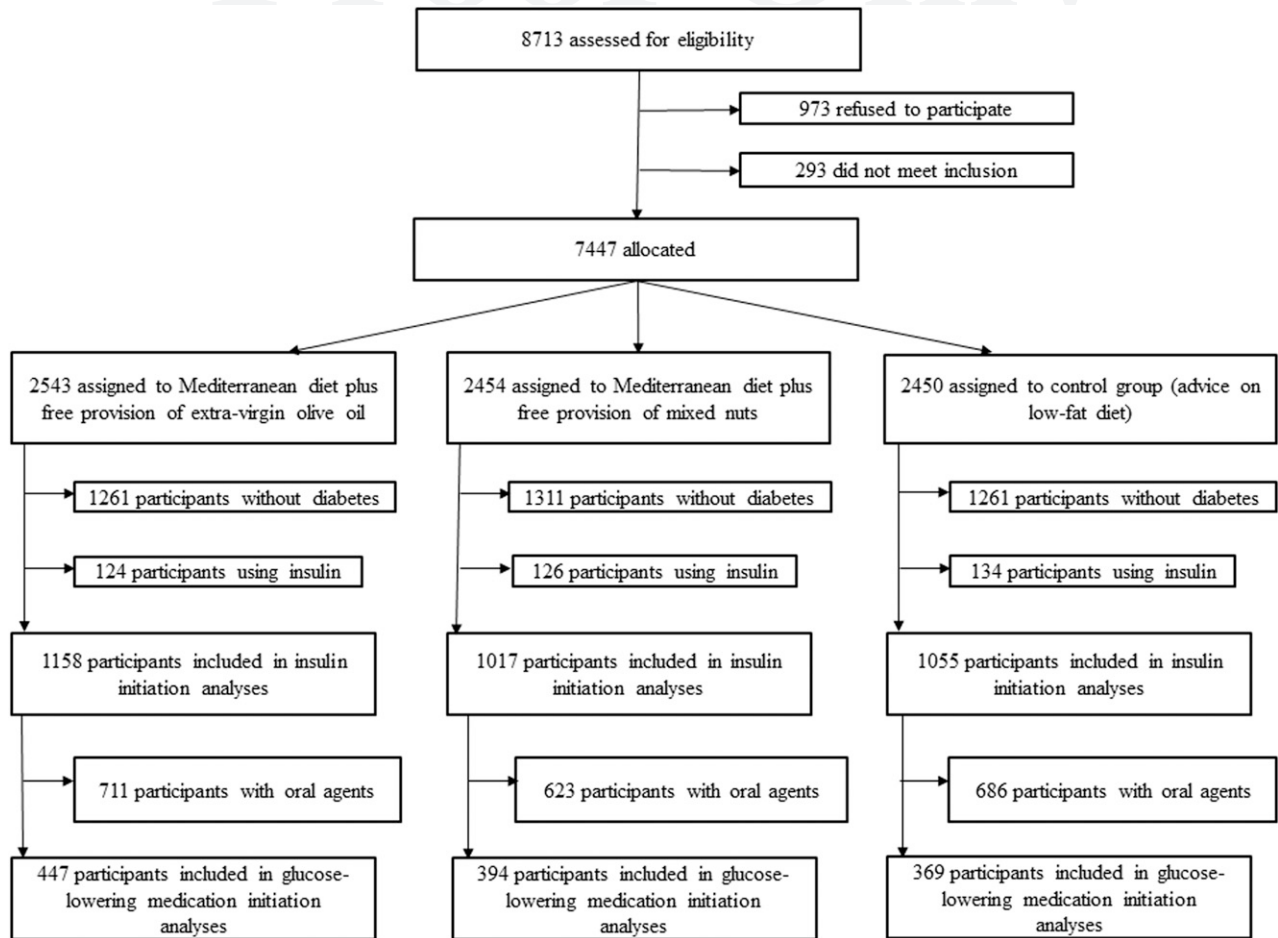 8713 assessed for eligibility
973 refused to participate
293 did not meet inclusion
7447 allocated
2543 assigned to Mediterranean diet plus
free provision of extra-virgin olive oil
2454 assigned to Mediterranean diet plus
free provision of mixed nuts
2450 assigned to control group (advice on
low-fat diet)
1261 participants without diabetes
1311 participants without diabetes
1261 participants without diabetes
124 participants using insulin
126 participants using insulin
134 participants using insulin
1158 participants included in insulin
initiation analyses
1017 participants included in insulin
initiation analyses
1055 participants included in insulin
initiation analyses
711 participants with oral agents
623 participants with oral agents
686 participants with oral agents
447 participants included in glucose-
lowering medication initiation
analyses
394 participants included in glucose-
lowering medication initiation
analyses
369 participants included in glucose-
lowering medication initiation
analyses